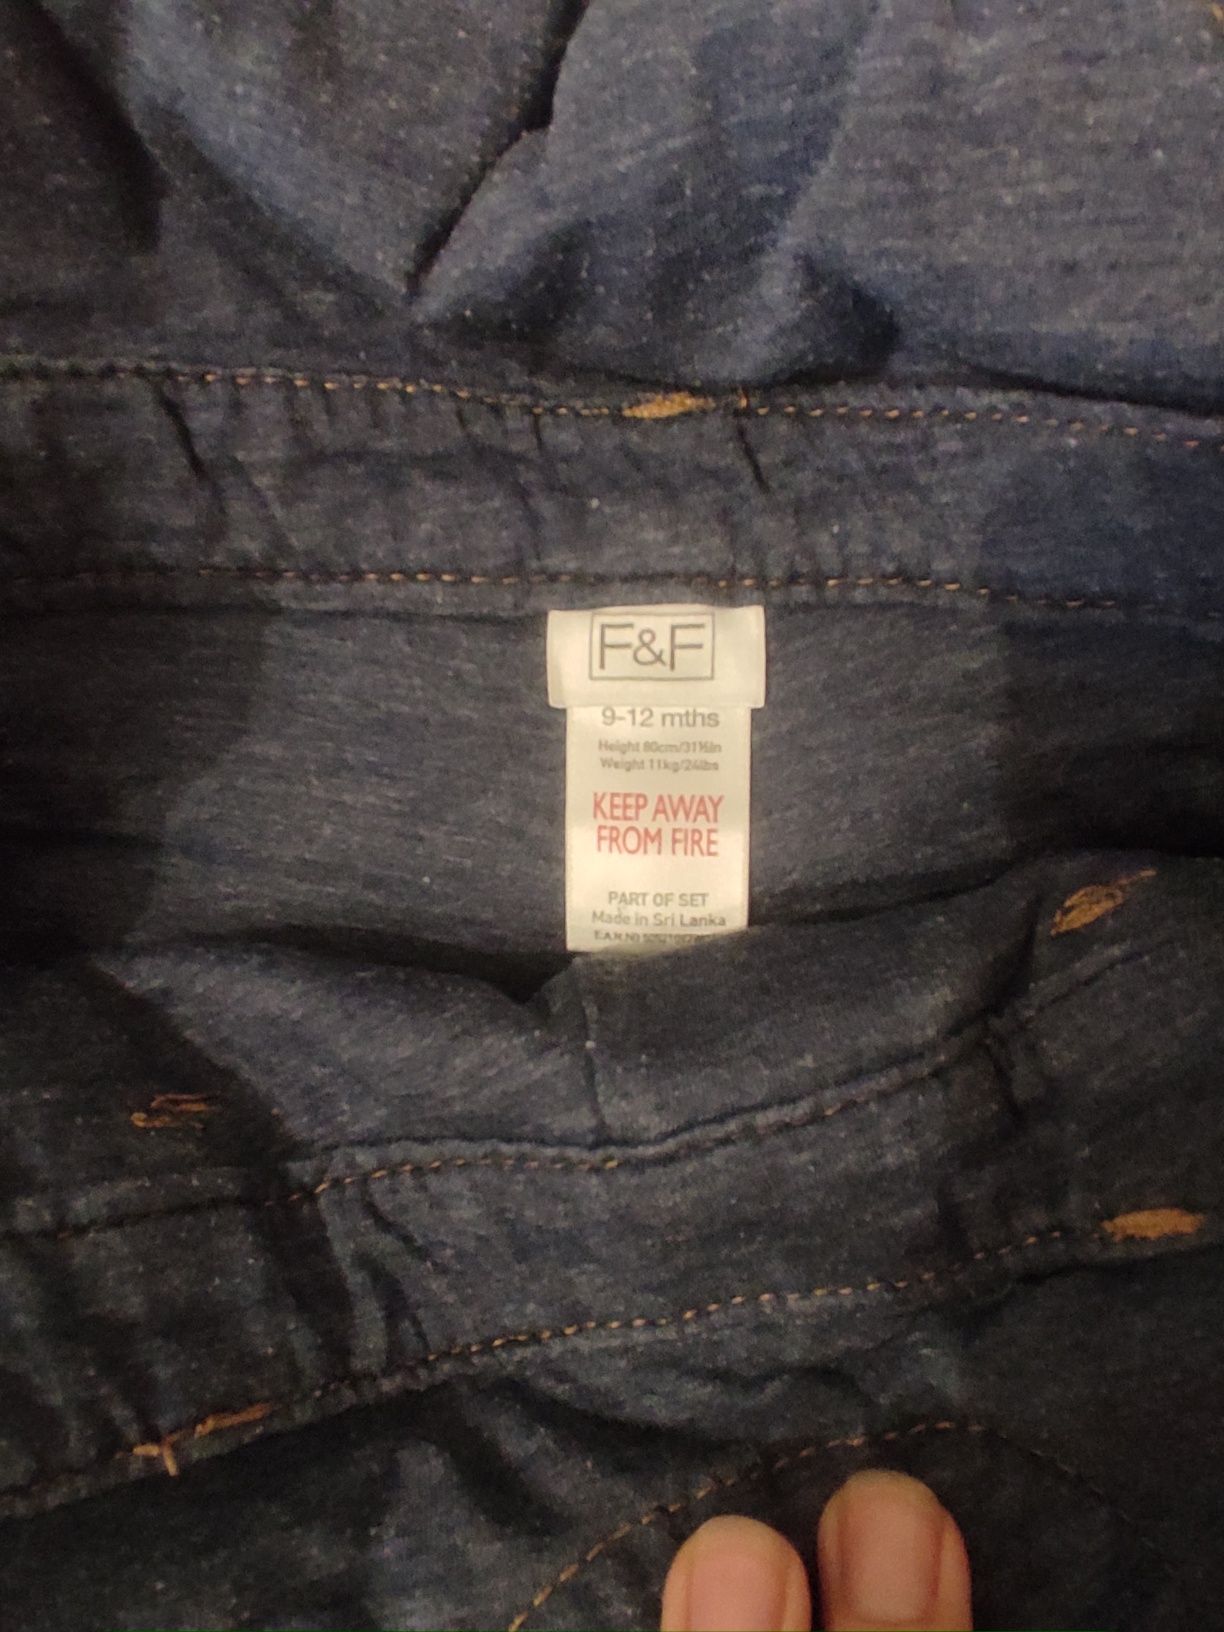 F&F
9-12 mths
Height 80cm/31½in
Weight 11kg/24lbs
KEEP AWAY
FROM FIRE
PART OF SET
Made in Sri Lanka